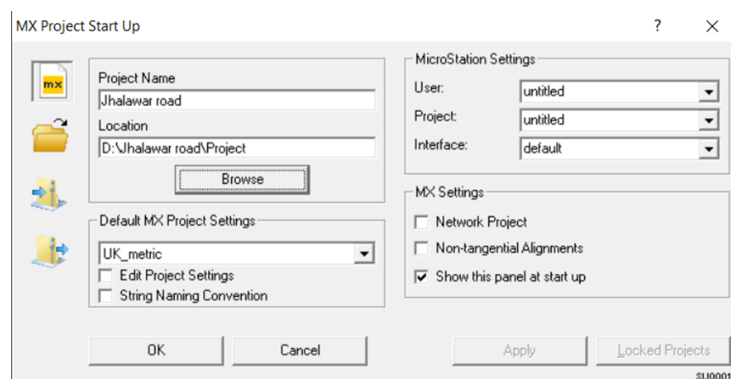 MX Project Start Up
?
mx
Project Name
Jhalawar road
Location
D:\Jhalawar road\Project
Browse
Default MX Project Settings
UK_metric
Edit Project Settings
String Naming Convention
MicroStation Settings
User: untitled
Project: untitled
Interface: default
MX Settings
Network Project
Non-tangential Alignments
Show this panel at start up
OK
Cancel
Apply
Locked Projects
SU0001